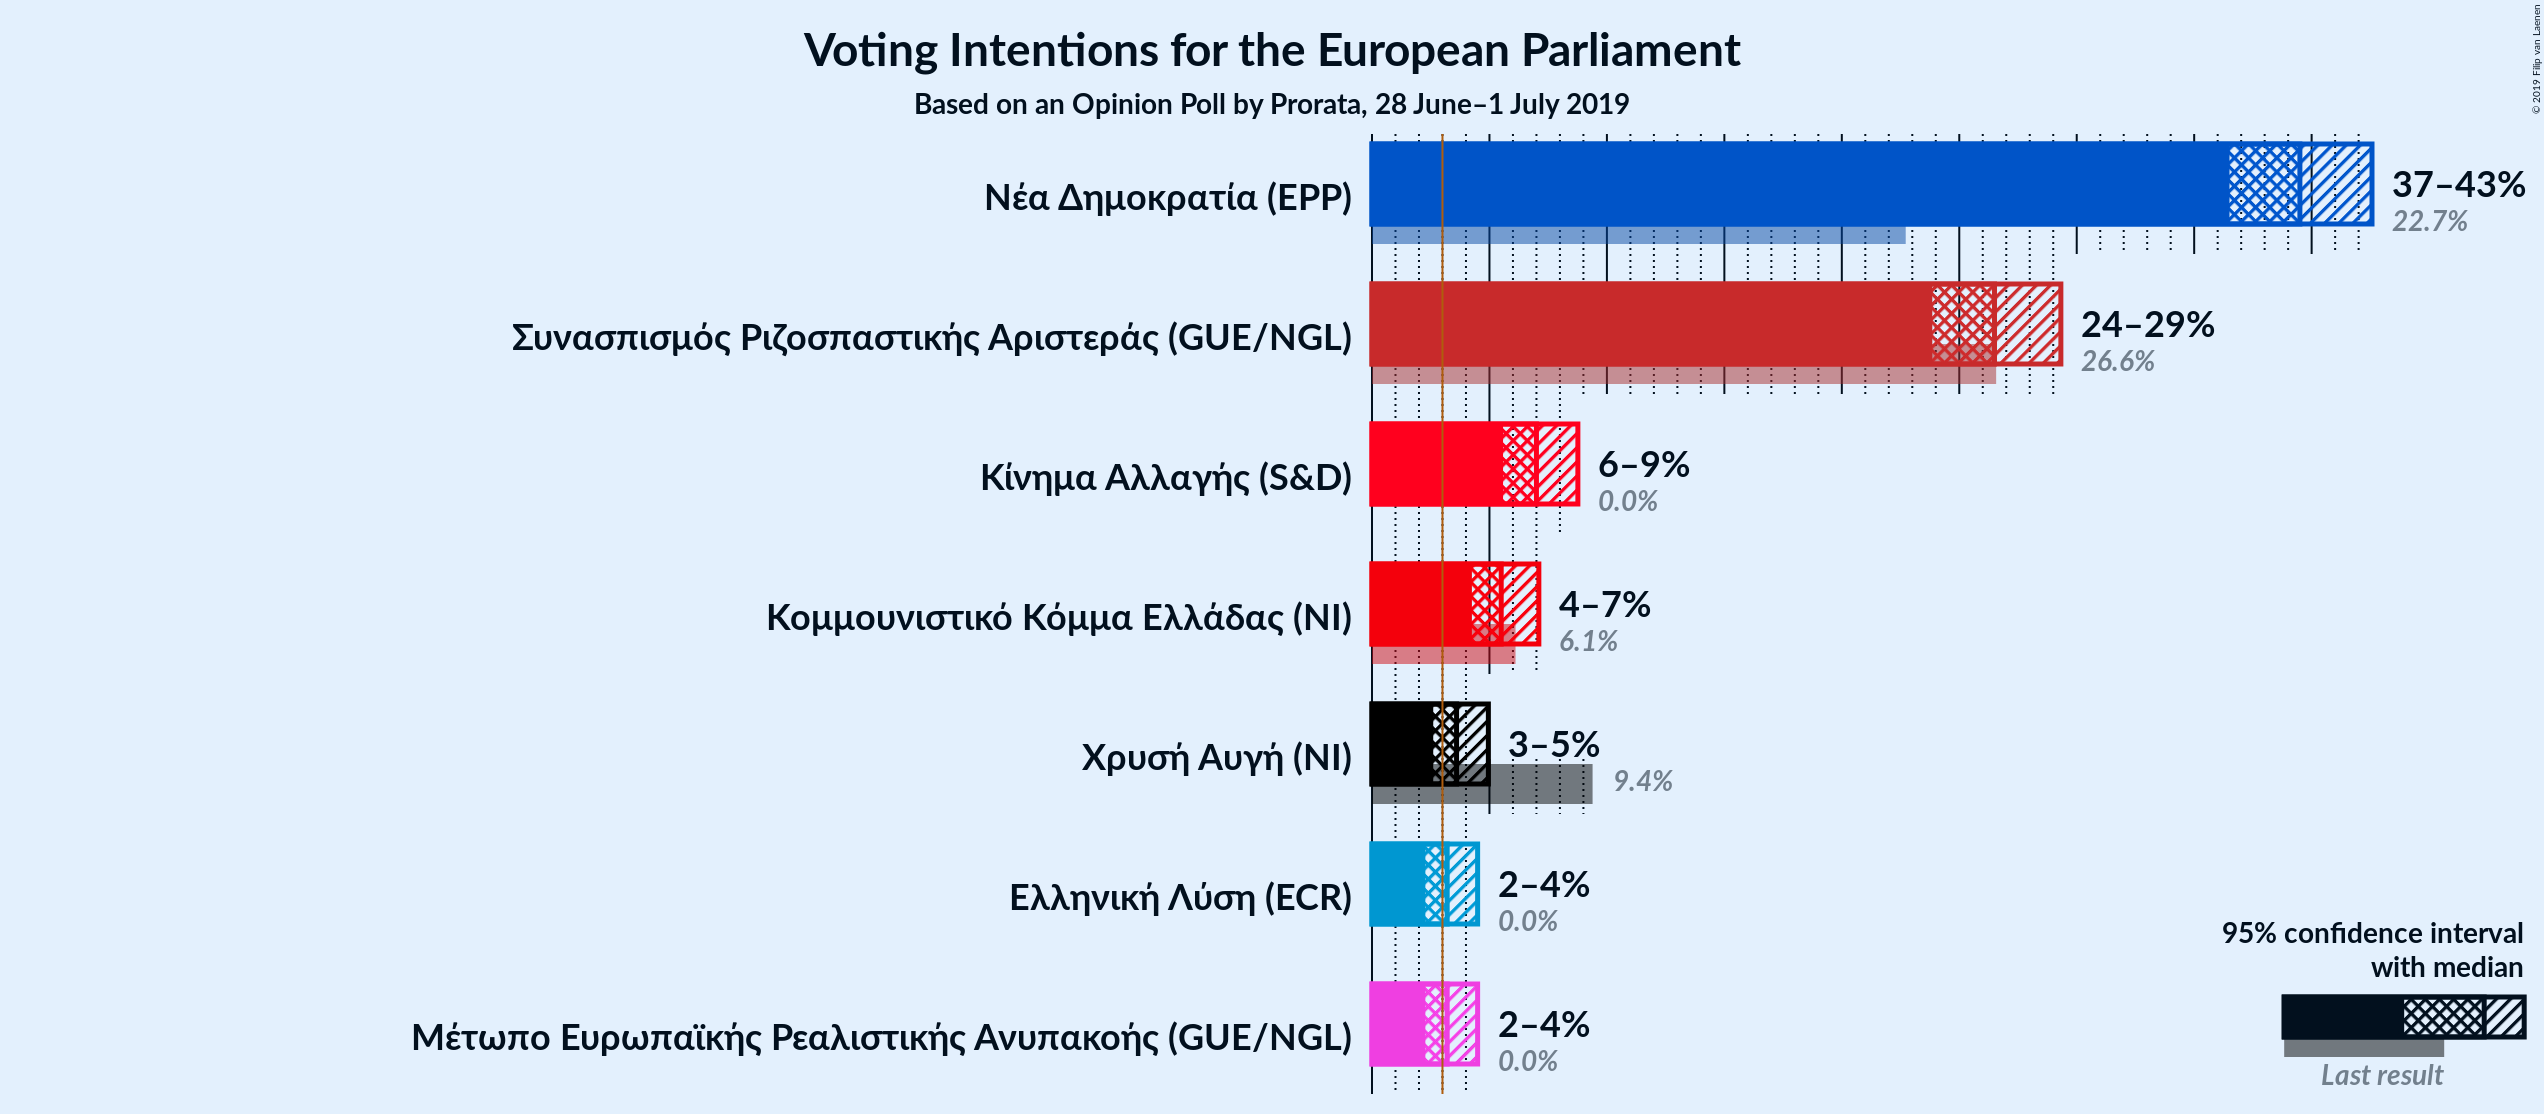 Voting Intentions for the European Parliament
Based on an Opinion Poll by Prorata, 28 June–1 July 2019
© 2019 Filip van Laenen
Νέα Δημοκρατία (EPP)
37–43%
22.7%
Συνασπισμός Ριζοσπαστικής Αριστεράς (GUE/NGL)
24–29%
26.6%
Κίνημα Αλλαγής (S&D)
6–9%
0.0%
Κομμουνιστικό Κόμμα Ελλάδας (NI)
4–7%
6.1%
Χρυσή Αυγή (NI)
3–5%
9.4%
Ελληνική Λύση (ECR)
2–4%
0.0%
Μέτωπο Ευρωπαϊκής Ρεαλιστικής Ανυπακοής (GUE/NGL)
2–4%
0.0%
95% confidence interval
with median
Last result